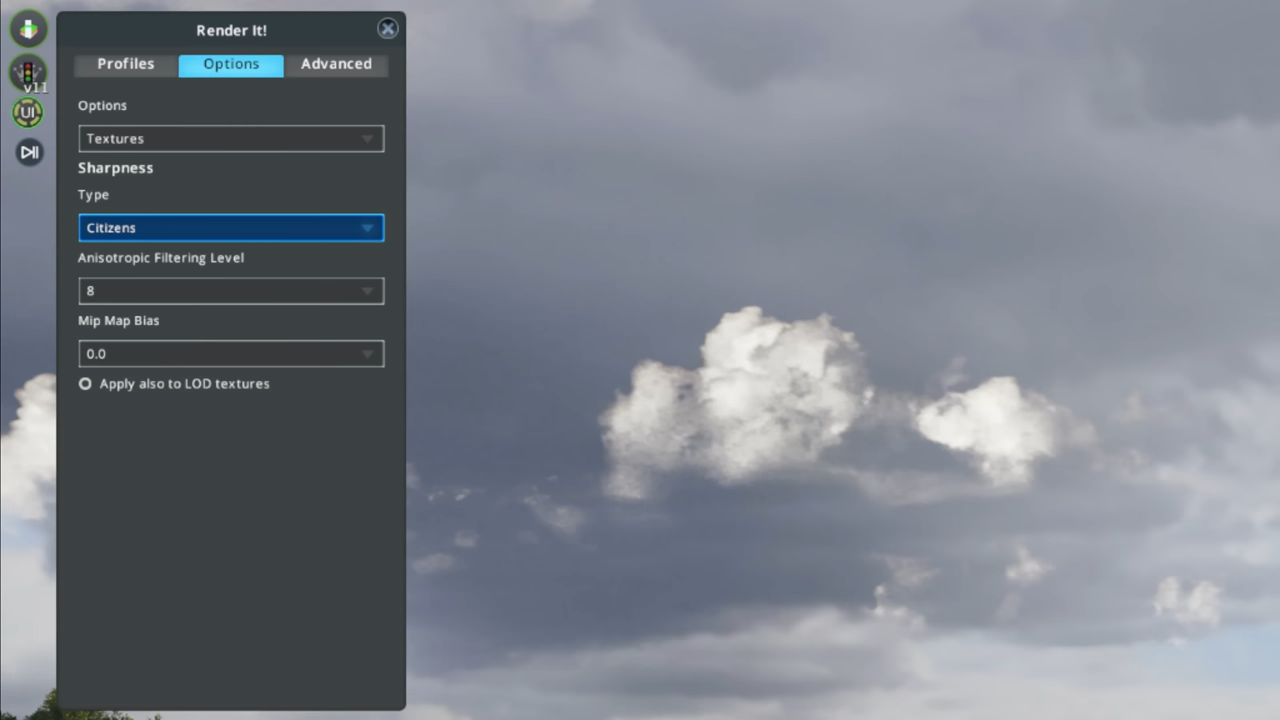 Render It!
Profiles Options Advanced
v11
UI
Options
Textures
Sharpness
Type
Citizens
Anisotropic Filtering Level
8
Mip Map Bias
0.0
Apply also to LOD textures